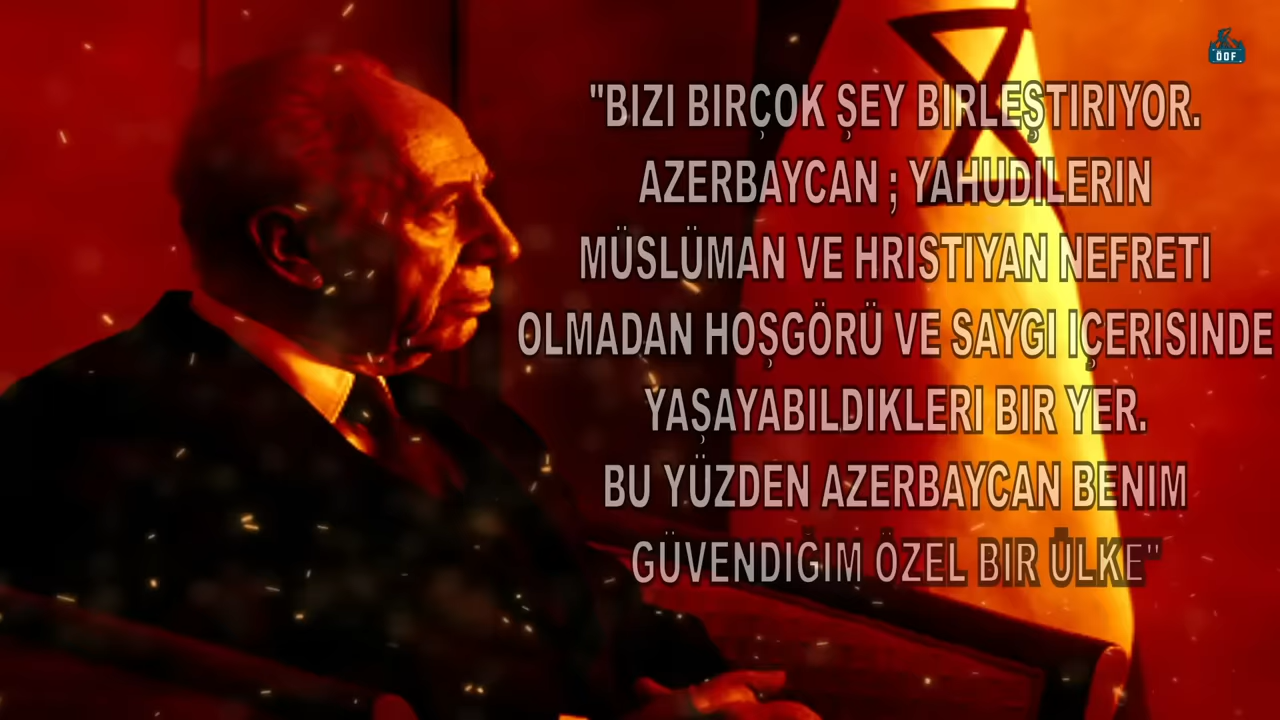 ÖOF
"BIZI BIRÇOK ŞEY BIRLEŞTIRIYOR.
AZERBAYCAN ; YAHUDILERIN
MÜSLÜMAN VE HRISTIYAN NEFRETI
OLMADAN HOŞGÖRÜ VE SAYGI IÇERISINDE
YAŞAYABILDIKLERI BIR YER.
BU YÜZDEN AZERBAYCAN BENIM
GÜVENDIĞIM ÖZEL BIR ÜLKE"